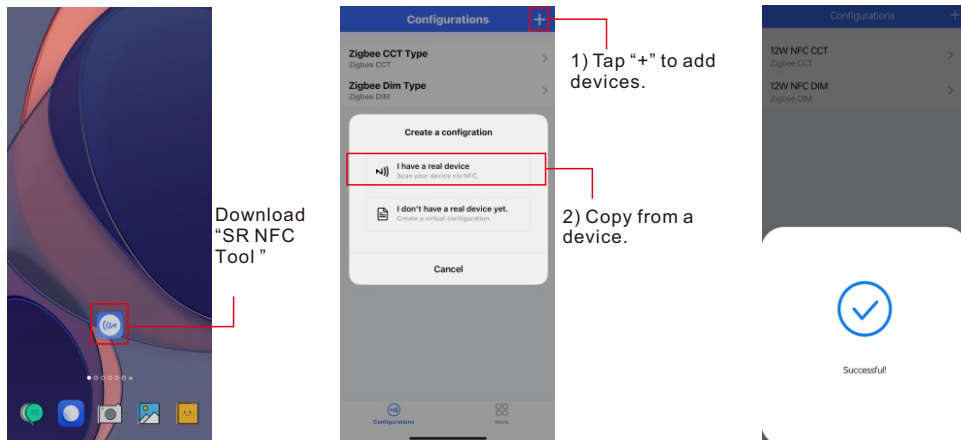 Download
“SR NFC
Tool ”
Configurations
+
Zigbee CCT Type
Zigbee CCT
Zigbee Dim Type
Zigbee DIM
Create a configration
I have a real device
Scan your device via NFC.
I don't have a real device yet.
Create a virtual configuration.
Cancel
Configurations
More
1) Tap “+” to add
devices.
2) Copy from a
device.
Configurations
+
12W NFC CCT
Zigbee CCT
12W NFC DIM
Zigbee DIM
Successful!